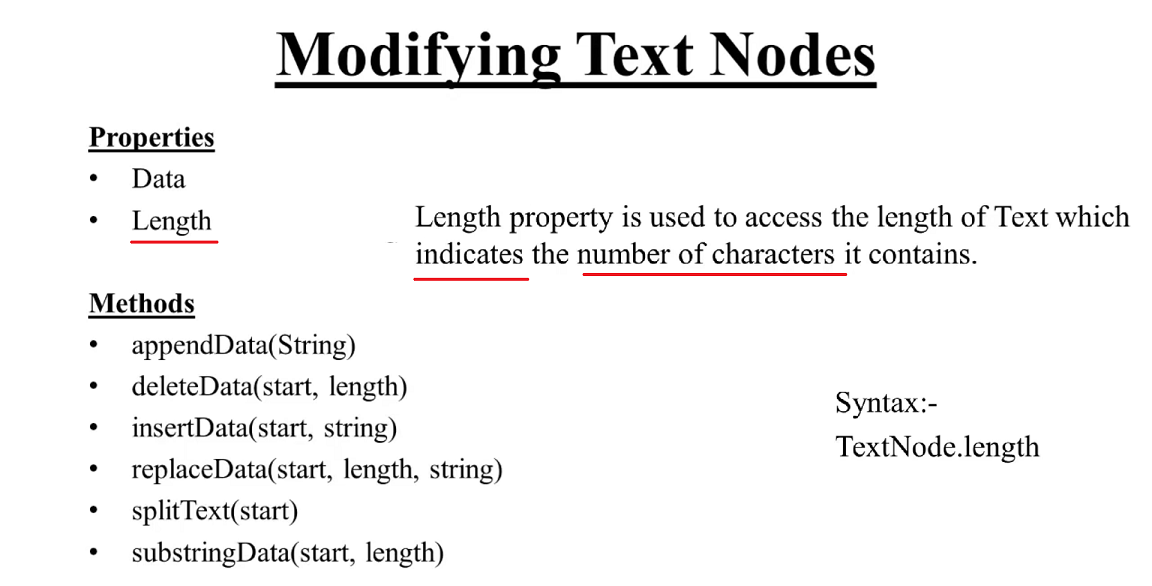 Modifying Text Nodes
Properties
• Data
• Length
Length property is used to access the length of Text which
indicates the number of characters it contains.
Methods
• appendData(String)
• deleteData(start, length)
• insertData(start, string)
• replaceData(start, length, string)
• splitText(start)
• substringData(start, length)
Syntax:-
TextNode.length